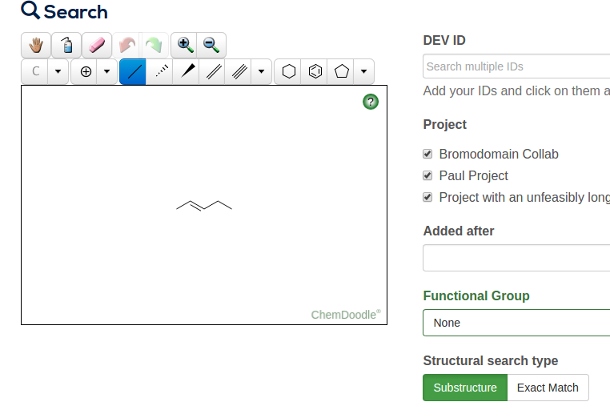 Search
C
?
ChemDoodle®
DEV ID
Search multiple IDs
Add your IDs and click on them a
Project
Bromodomain Collab
Paul Project
Project with an unfeasibly long
Added after
Functional Group
None
Structural search type
Substructure Exact Match